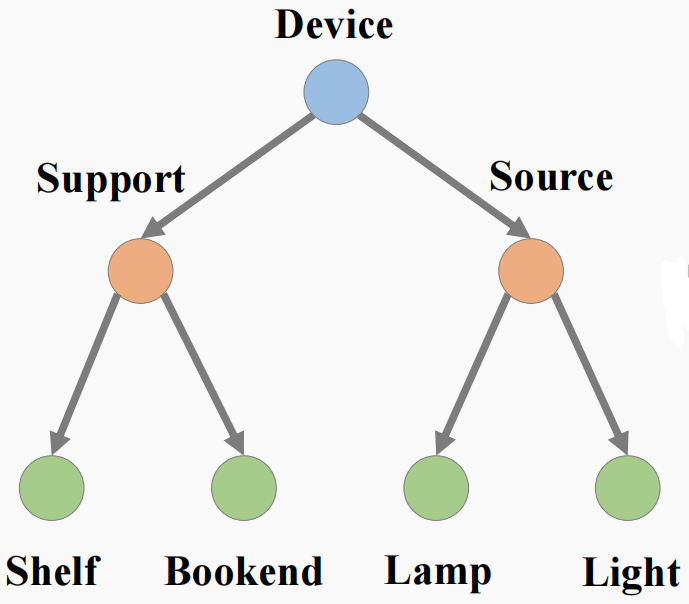 Device
Support
Source
Shelf
Bookend
Lamp
Light